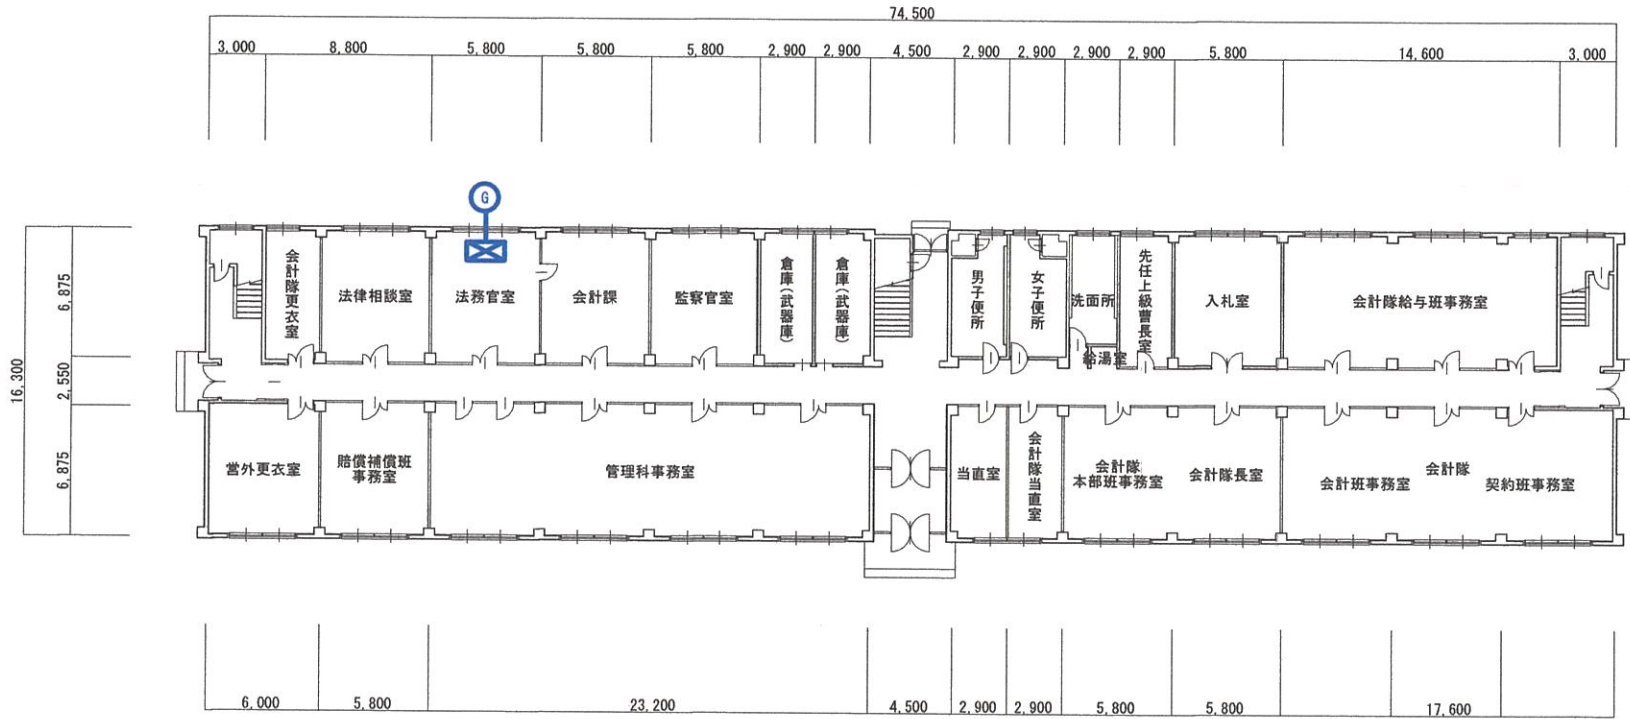 74,500
3,000 8,800 5,800 5,800 5,800 2,900 2,900 4,500 2,900 2,900 2,900 2,900 5,800 14,600 3,000
G
16,300
6,875
2,550
6,875
会計隊更衣室
法律相談室
法務官室
会計課
監察官室
倉庫(武器庫)
倉庫(武器庫)
男子便所
女子便所
洗面所
給湯室
先任上級曹長室
入札室
会計隊給与班事務室
営外更衣室
賠償補償班
事務室
管理科事務室
当直室
会計隊当直室
会計隊
本部班事務室
会計隊長室
会計班事務室
会計隊
契約班事務室
6,000 5,800 23,200 4,500 2,900 2,900 5,800 5,800 17,600